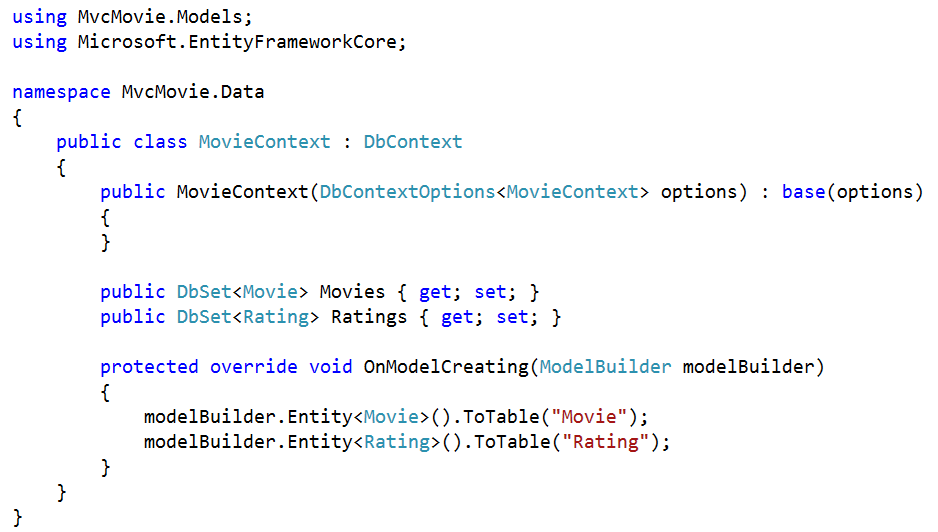 using MvcMovie.Models;
using Microsoft.EntityFrameworkCore;

namespace MvcMovie.Data
{
    public class MovieContext : DbContext
    {
        public MovieContext(DbContextOptions<MovieContext> options) : base(options)
        {
        }

        public DbSet<Movie> Movies { get; set; }
        public DbSet<Rating> Ratings { get; set; }

        protected override void OnModelCreating(ModelBuilder modelBuilder)
        {
            modelBuilder.Entity<Movie>().ToTable("Movie");
            modelBuilder.Entity<Rating>().ToTable("Rating");
        }
    }
}